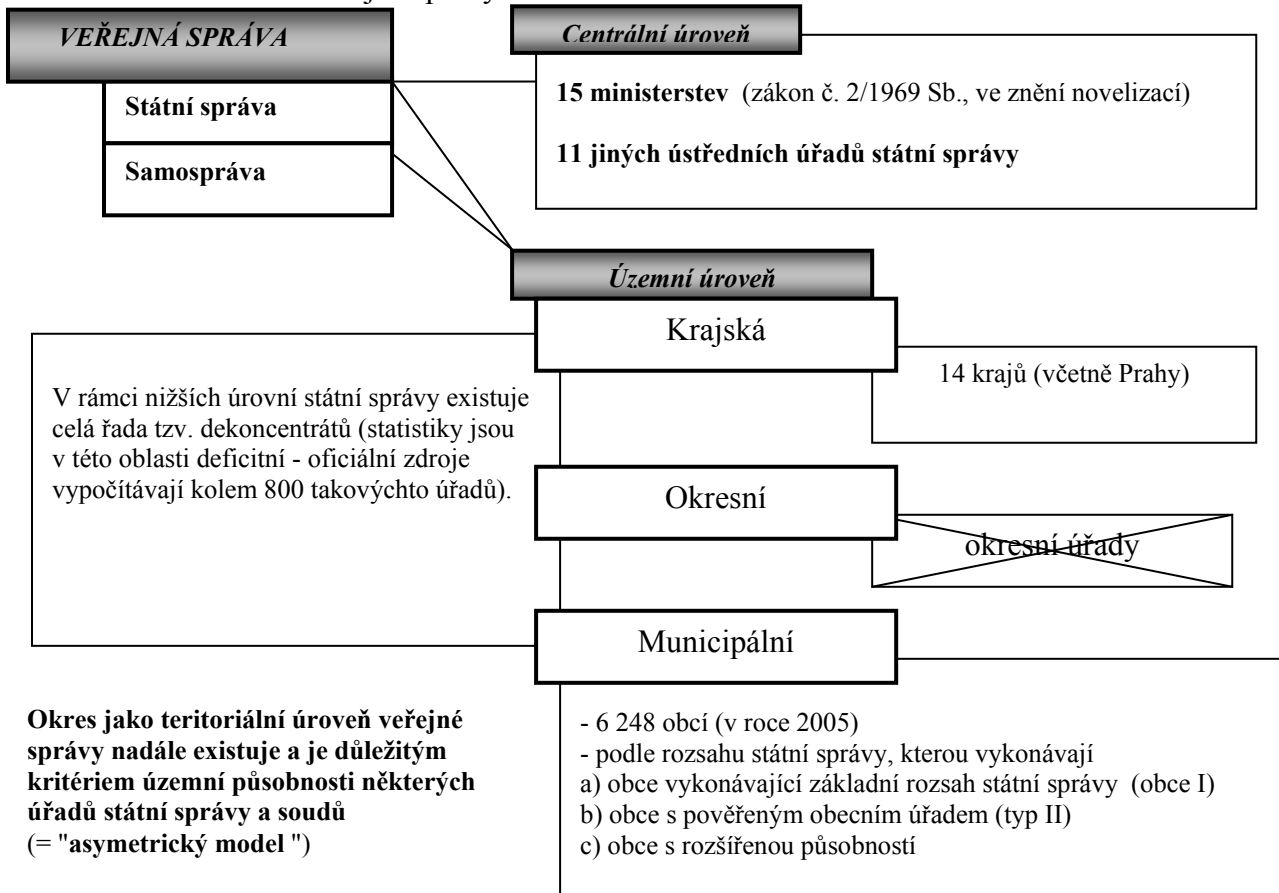 VEŘEJNÁ SPRÁVA
Státní správa
Samospráva
Centrální úroveň
15 ministerstev (zákon č. 2/1969 Sb., ve znění novelizací)
11 jiných ústředních úřadů státní správy
Územní úroveň
Krajská
14 krajů (včetně Prahy)
V rámci nižších úrovní státní správy existuje
celá řada tzv. dekoncentrátů (statistiky jsou
v této oblasti deficitní - oficiální zdroje
vypočítávají kolem 800 takovýchto úřadů).
Okresní
okresní úřady
Municipální
Okres jako teritoriální úroveň veřejné
správy nadále existuje a je důležitým
kritériem územní působnosti některých
úřadů státní správy a soudů
(= "asymetrický model ")
- 6 248 obcí (v roce 2005)
- podle rozsahu státní správy, kterou vykonávají
a) obce vykonávající základní rozsah státní správy (obce I)
b) obce s pověřeným obecním úřadem (typ II)
c) obce s rozšířenou působností